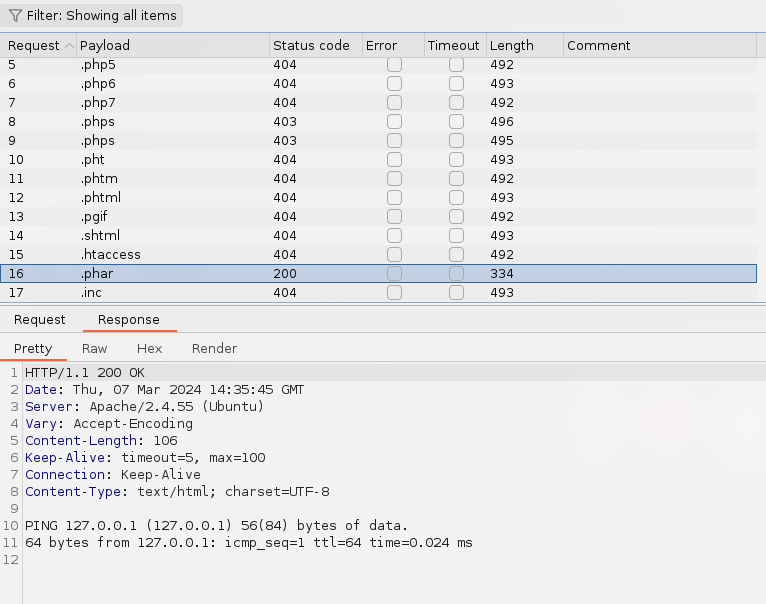 Filter: Showing all items
Request Payload Status code Error Timeout Length Comment
5 .php5 404 492
6 .php6 404 493
7 .php7 404 492
8 .phps 403 496
9 .phps 403 495
10 .pht 404 493
11 .phtm 404 492
12 .phtml 404 493
13 .pgif 404 492
14 .shtml 404 493
15 .htaccess 404 492
16 .phar 200 334
17 .inc 404 493
Request Response
Pretty Raw Hex Render
1 HTTP/1.1 200 OK
2 Date: Thu, 07 Mar 2024 14:35:45 GMT
3 Server: Apache/2.4.55 (Ubuntu)
4 Vary: Accept-Encoding
5 Content-Length: 106
6 Keep-Alive: timeout=5, max=100
7 Connection: Keep-Alive
8 Content-Type: text/html; charset=UTF-8
9
10 PING 127.0.0.1 (127.0.0.1) 56(84) bytes of data.
11 64 bytes from 127.0.0.1: icmp_seq=1 ttl=64 time=0.024 ms
12